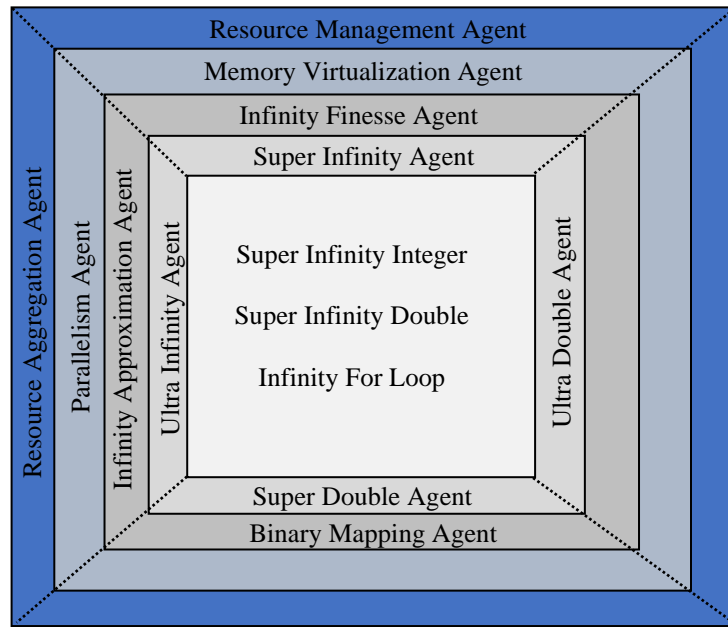 Resource Management Agent
Memory Virtualization Agent
Infinity Finesse Agent
Super Infinity Agent
Resource Aggregation Agent
Parallelism Agent
Infinity Approximation Agent
Ultra Infinity Agent
Super Infinity Integer
Super Infinity Double
Infinity For Loop
Ultra Double Agent
Super Double Agent
Binary Mapping Agent